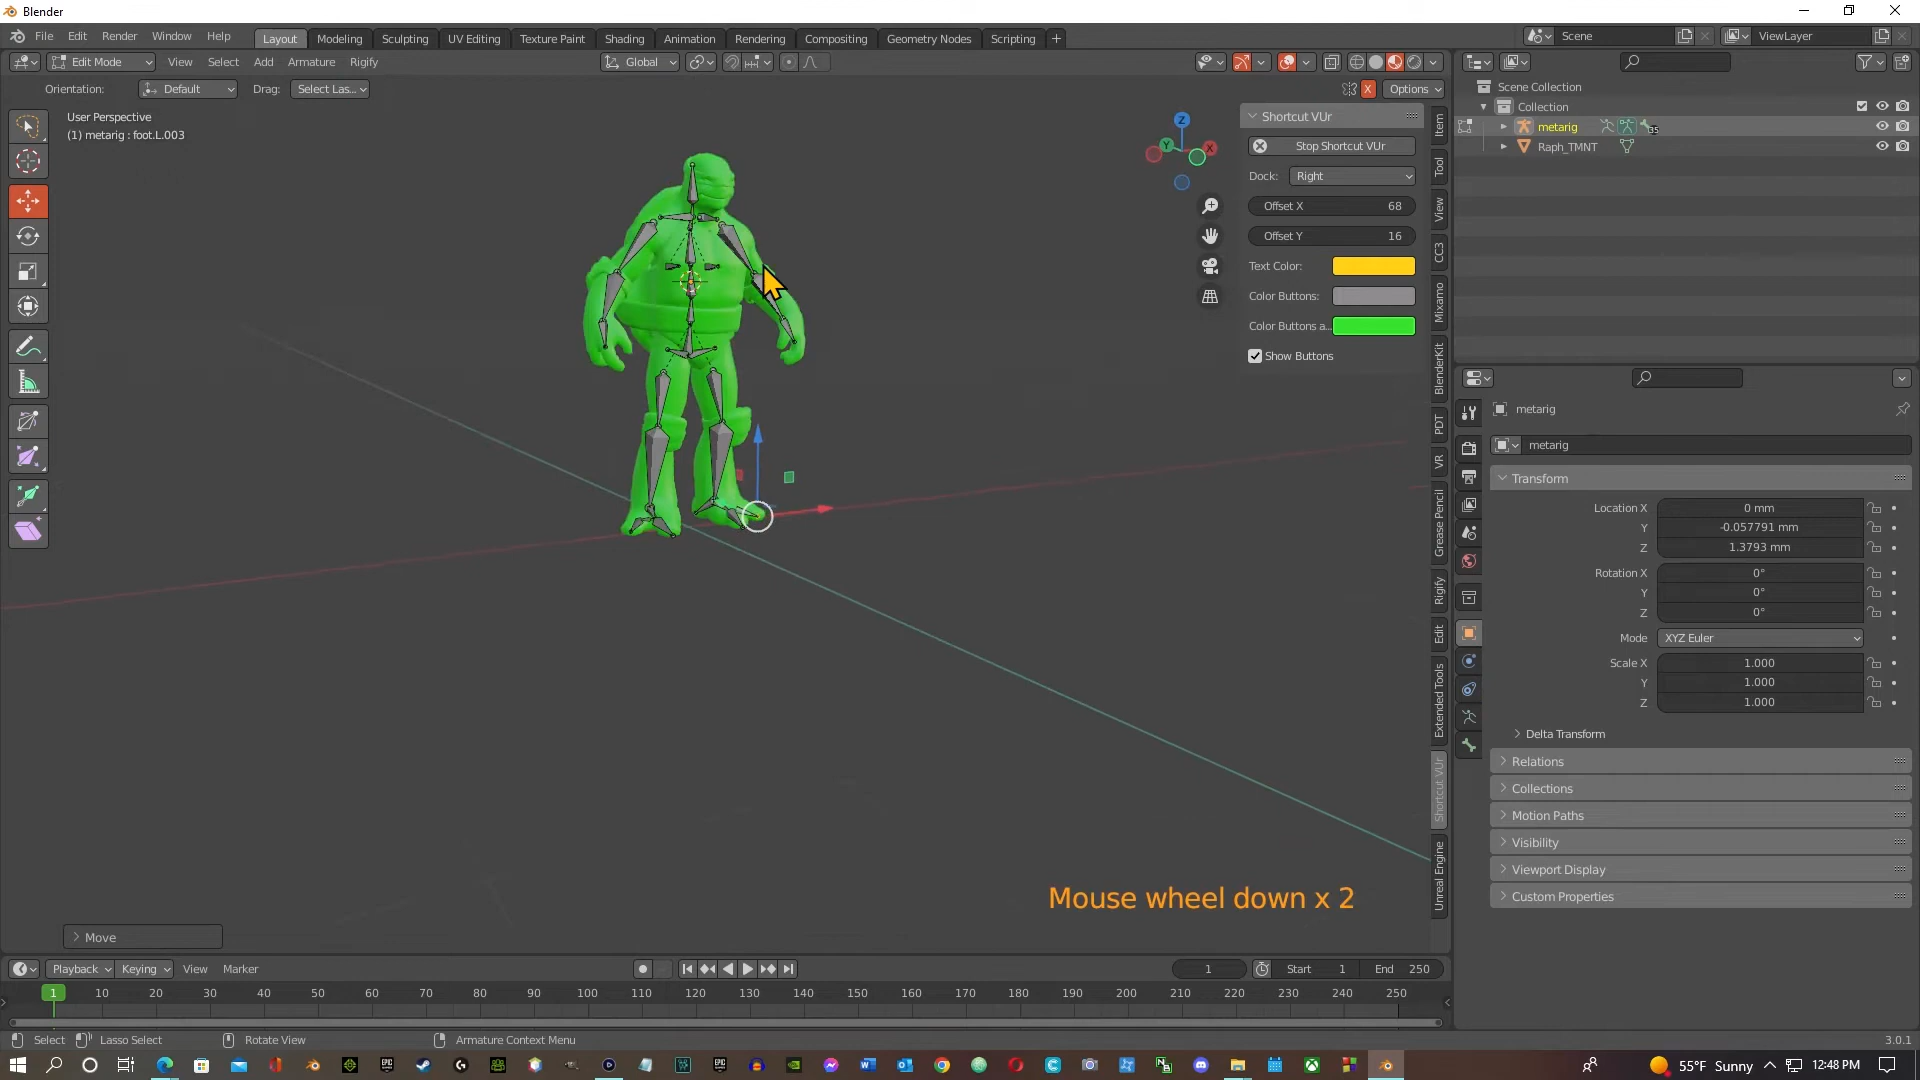 Blender
File Edit Render Window Help
Layout Modeling Sculpting UV Editing Texture Paint Shading Animation Rendering Compositing Geometry Nodes Scripting +
Scene
ViewLayer
Edit Mode View Select Add Armature Rigify
Global
Orientation: Default Drag: Select Las...
X Options
User Perspective
(1) metarig : foot.L.003
Z
Y
X
Shortcut VUr
Stop Shortcut VUr
Dock: Right
Offset X 68
Offset Y 16
Text Color:
Color Buttons:
Color Buttons a...
Show Buttons
Item
Tool
View
CC3
Mixamo
BlenderKit
PDT
VR
Grease Pencil
Rigify
Edit
Extended Tools
Shortcut VUr
Unreal Engine
Scene Collection
Collection
metarig
35
Raph_TMNT
metarig
metarig
Transform
Location X 0 mm
Y -0.057791 mm
Z 1.3793 mm
Rotation X 0°
Y 0°
Z 0°
Mode XYZ Euler
Scale X 1.000
Y 1.000
Z 1.000
Delta Transform
Relations
Collections
Motion Paths
Visibility
Viewport Display
Custom Properties
Mouse wheel down x 2
Move
Playback Keying View Marker
1 Start 1 End 250
1 10 20 30 40 50 60 70 80 90 100 110 120 130 140 150 160 170 180 190 200 210 220 230 240 250
Select Lasso Select Rotate View Armature Context Menu
3.0.1
55°F Sunny 12:48 PM